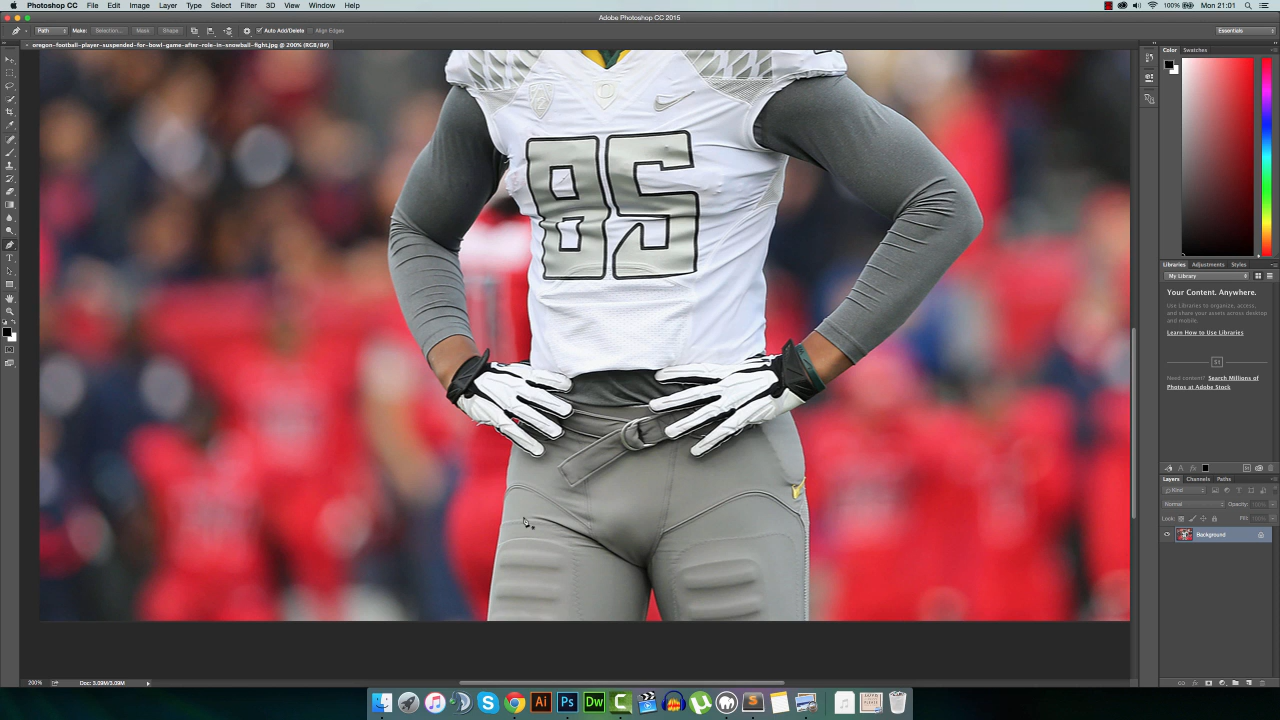 Photoshop CC File Edit Image Layer Type Select Filter 3D View Window Help 100% Mon 21:01
Adobe Photoshop CC 2015
Path Make: Selection... Mask Shape Auto Add/Delete Align Edges Essentials
oregon-football-player-suspended-for-bowl-game-after-role-in-snowball-fight.jpg @ 200% (RGB/8#)
Color Swatches
85
Libraries Adjustments Styles
My Library
Your Content. Anywhere.
Use Libraries to organize, access,
and share your assets across desktop
and mobile.
Learn How to Use Libraries
St
Need content? Search Millions of
Photos at Adobe Stock
Layers Channels Paths
Kind
Normal Opacity:
Lock: Fill:
Background
200% Doc: 3.09M/3.09M
Ai Ps Dw